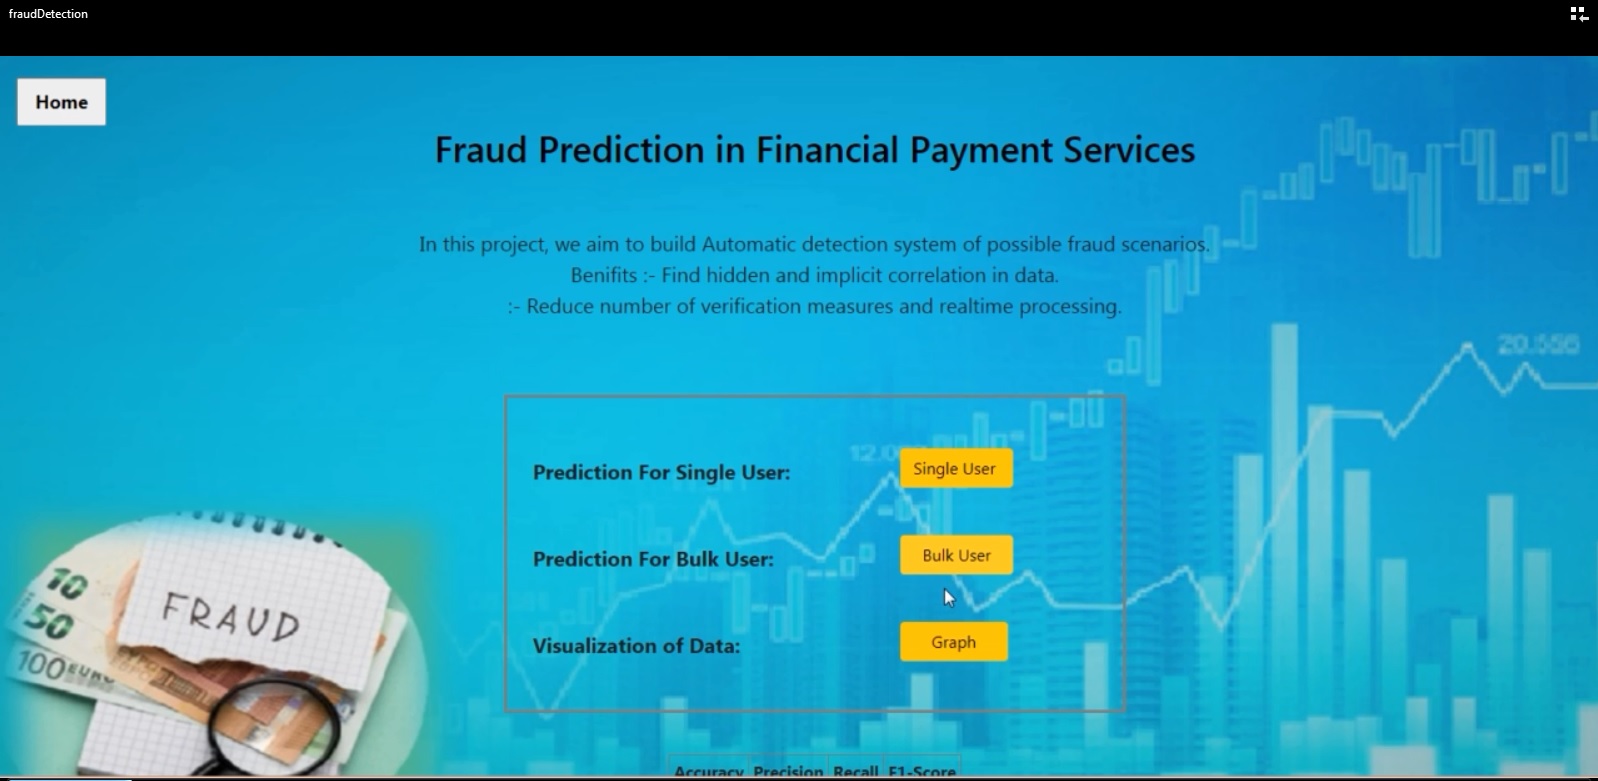 fraudDetection
Home
Fraud Prediction in Financial Payment Services
In this project, we aim to build Automatic detection system of possible fraud scenarios.
Benifits :- Find hidden and implicit correlation in data.
:- Reduce number of verification measures and realtime processing.
20.556
12.0
Prediction For Single User:
Single User
Prediction For Bulk User:
Bulk User
Visualization of Data:
Graph
10
50
100 EURO
FRAUD
Accuracy Precision Recall F1-Score